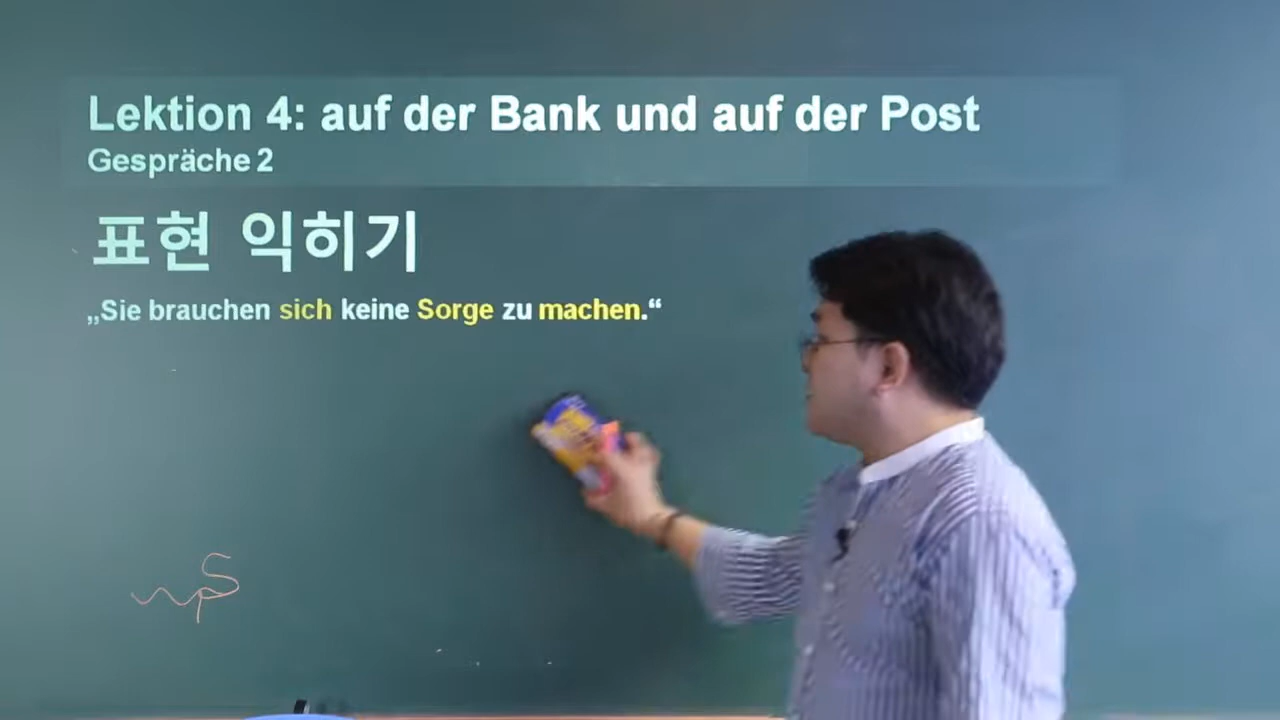 Lektion 4: auf der Bank und auf der Post
Gespräche 2
표현 익히기
„Sie brauchen sich keine Sorge zu machen.“